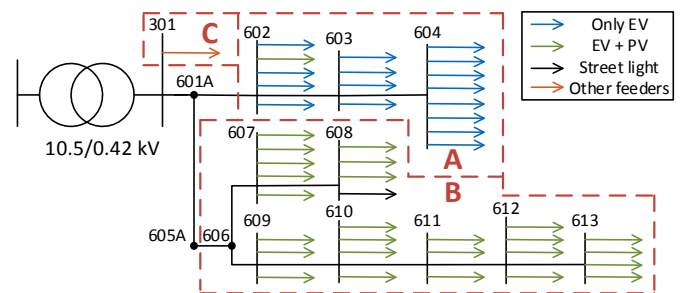 301
C
602
603
604
601A
10.5/0.42 kV
A
B
607
608
605A
606
609
610
611
612
613
Only EV
EV + PV
Street light
Other feeders